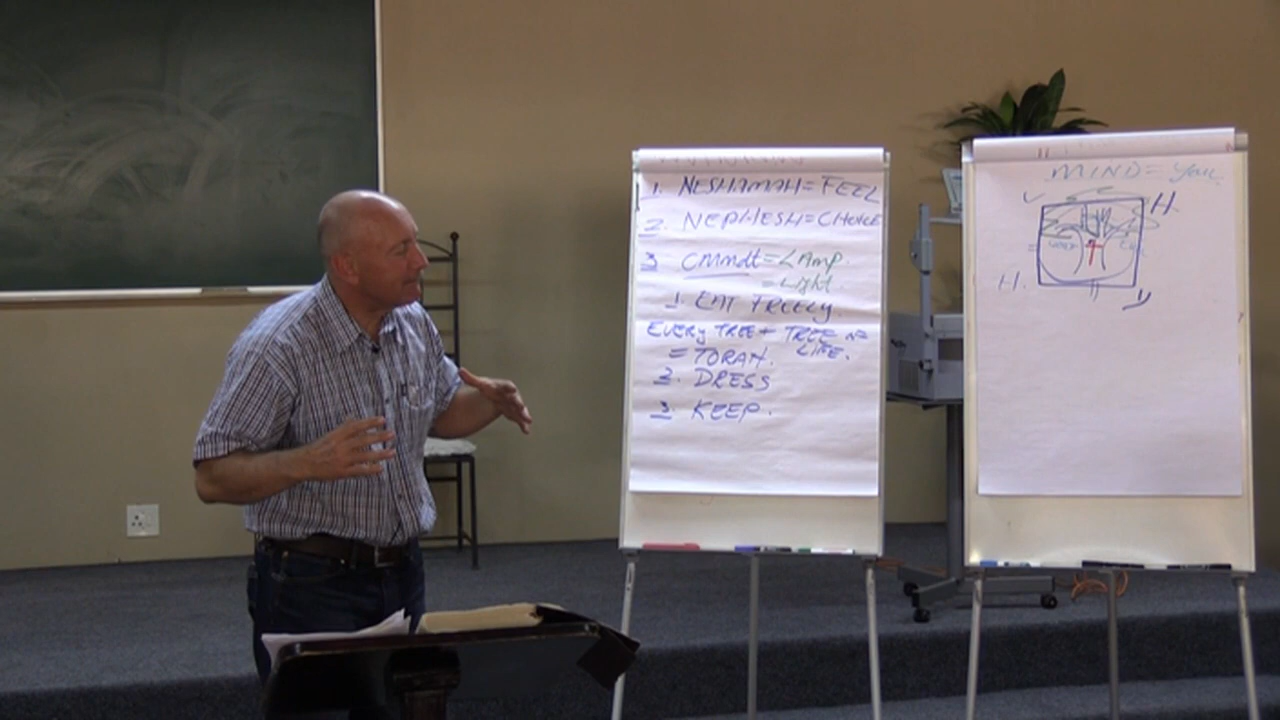 1. NESHAMAH = FEEL
2. NEPHESH = CHOICE
3 cmmdt = LAmp.
= Light.
1. EAT FREELY.
EVERY TREE + TREE OF
LIFE.
= TORAH.
2. DRESS
3. KEEP.
MIND =
H
H.